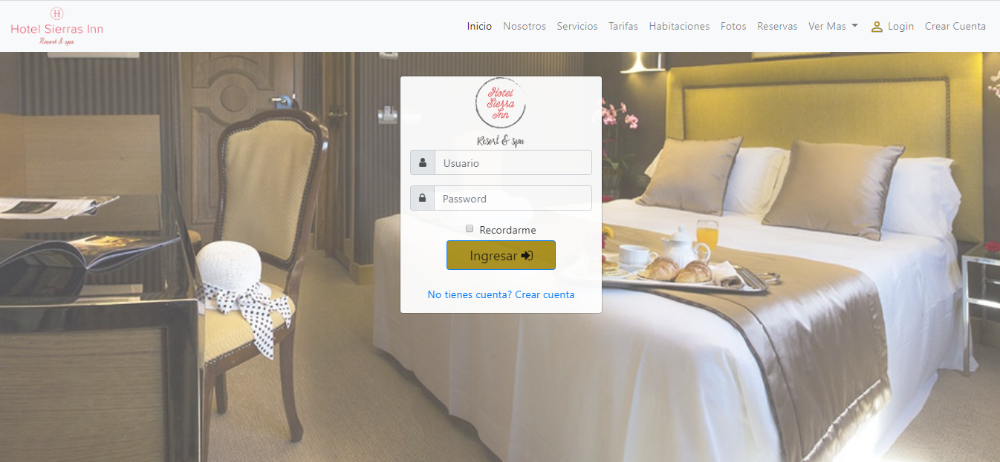 Hotel Sierras Inn
Resort & spa
Inicio Nosotros Servicios Tarifas Habitaciones Fotos Reservas Ver Mas Login Crear Cuenta
Hotel
Sierra
Inn
Resort & spa
Usuario
Password
Recordarme
Ingresar
No tienes cuenta? Crear cuenta